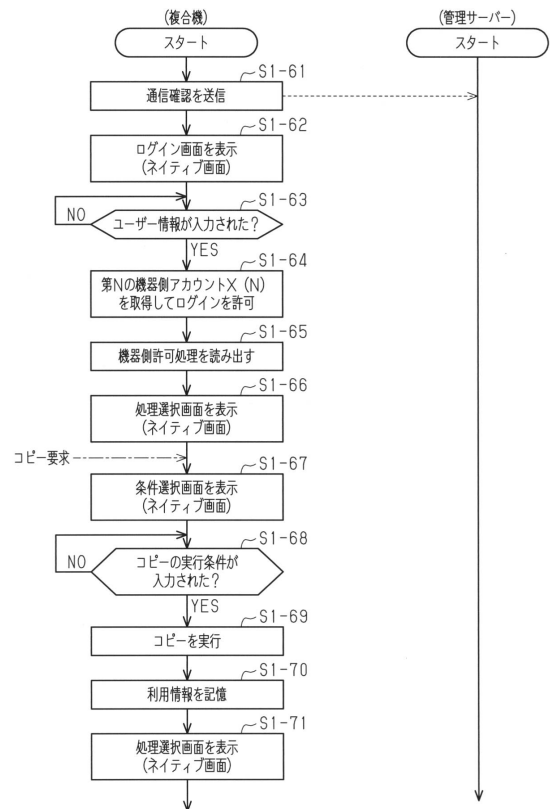 (複合機)
(管理サーバー)
スタート
スタート
S1-61
通信確認を送信
S1-62
ログイン画面を表示
(ネイティブ画面)
S1-63
NO
ユーザー情報が入力された?
YES
S1-64
第Nの機器側アカウントX(N)
を取得してログインを許可
S1-65
機器側許可処理を読み出す
S1-66
処理選択画面を表示
(ネイティブ画面)
コピー要求
S1-67
条件選択画面を表示
(ネイティブ画面)
S1-68
NO
コピーの実行条件が
入力された?
YES
S1-69
コピーを実行
S1-70
利用情報を記憶
S1-71
処理選択画面を表示
(ネイティブ画面)